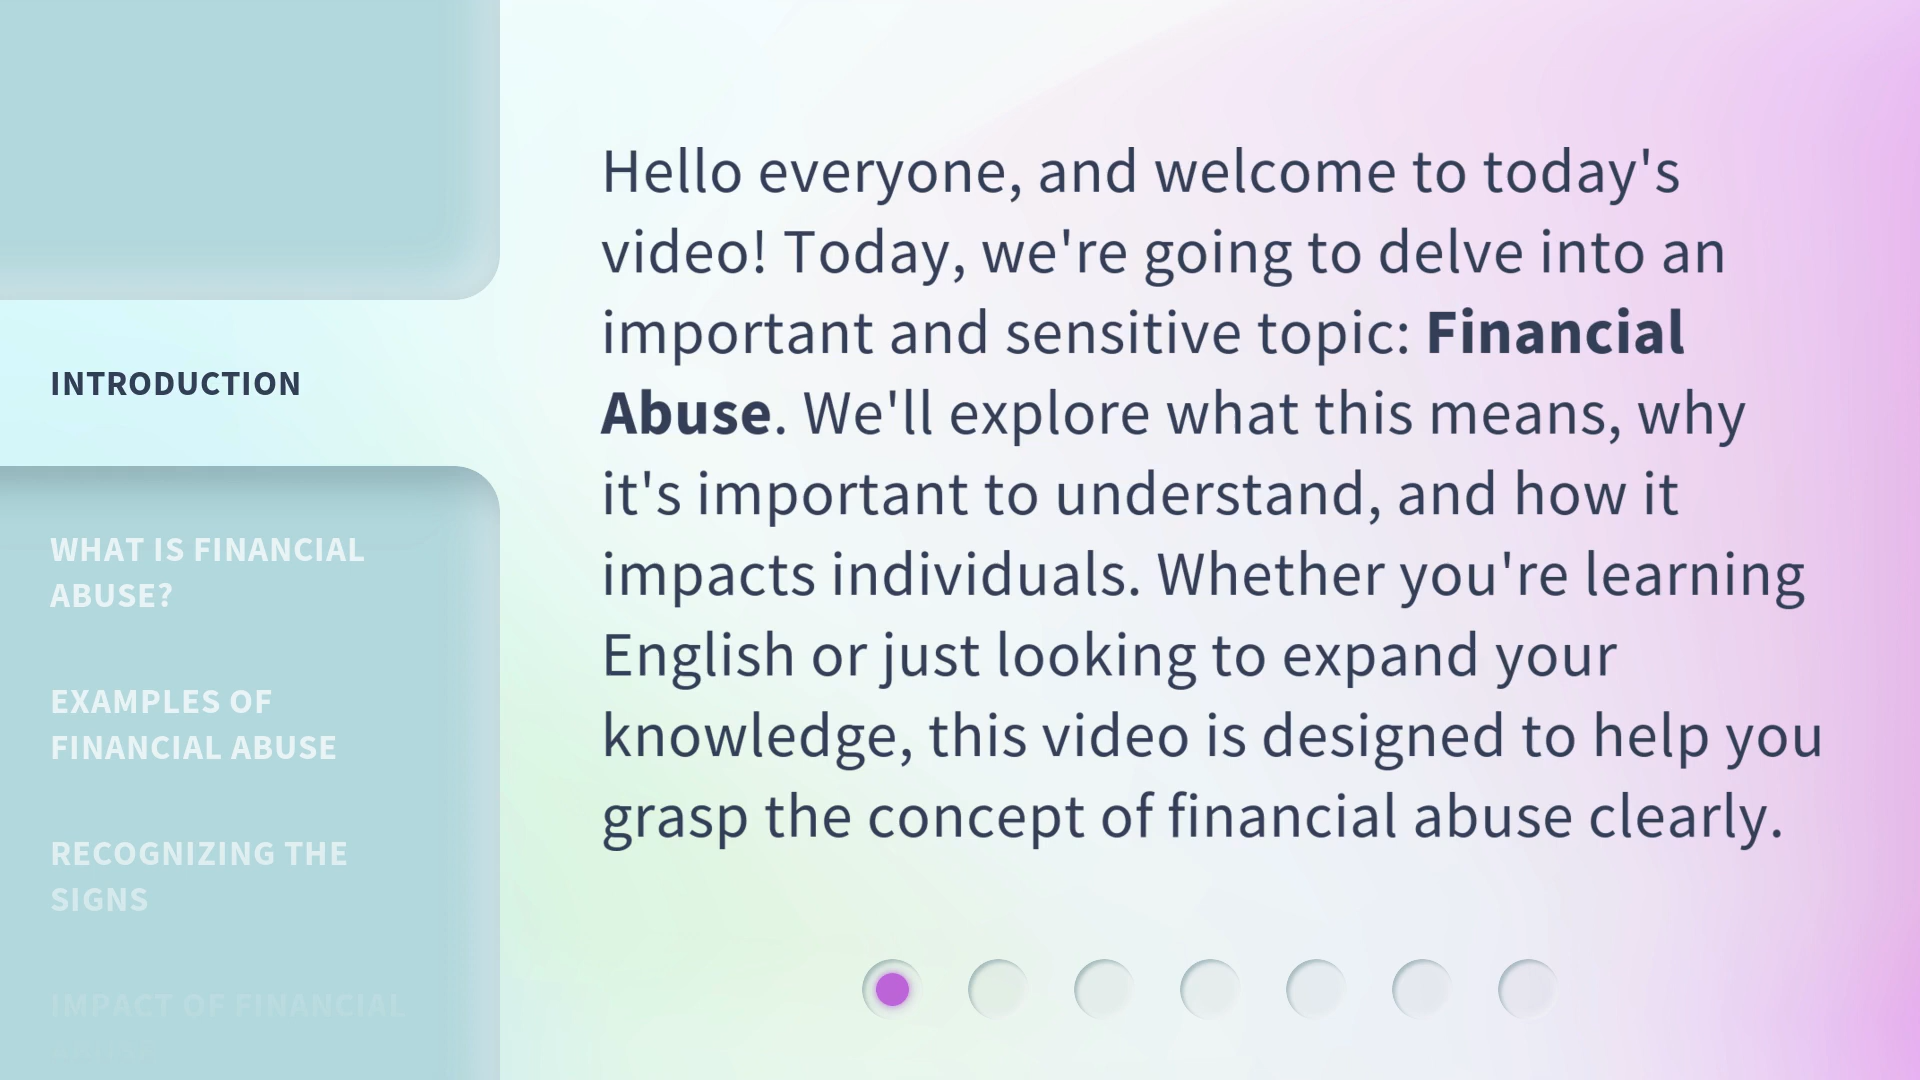 INTRODUCTION
WHAT IS FINANCIAL
ABUSE?
EXAMPLES OF
FINANCIAL ABUSE
RECOGNIZING THE
SIGNS
IMPACT OF FINANCIAL
Hello everyone, and welcome to today's
video! Today, we're going to delve into an
important and sensitive topic: Financial
Abuse. We'll explore what this means, why
it's important to understand, and how it
impacts individuals. Whether you're learning
English or just looking to expand your
knowledge, this video is designed to help you
grasp the concept of financial abuse clearly.